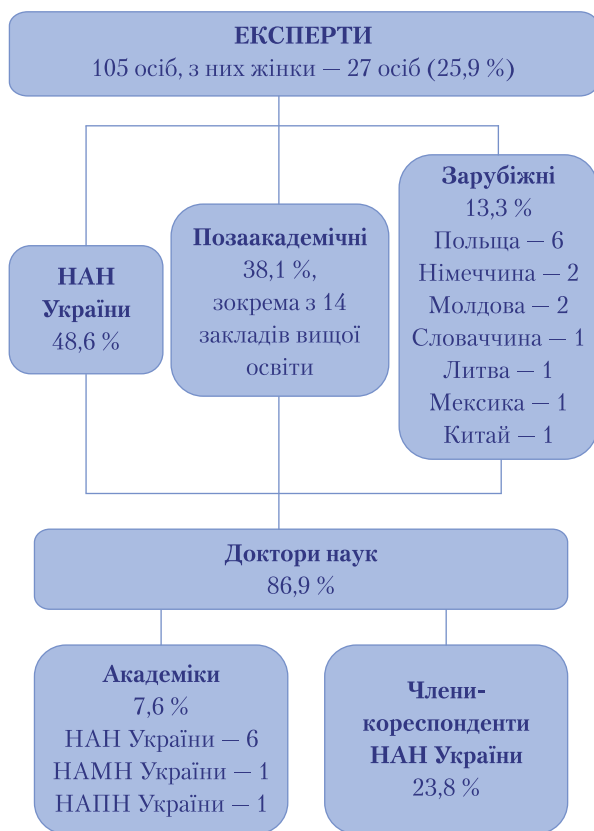 ЕКСПЕРТИ
105 осіб, з них жінки — 27 осіб (25,9 %)
НАН
України
48,6 %
Позаакадемічні
38,1 %,
зокрема з 14
закладів вищої
освіти
Зарубіжні
13,3 %
Польща — 6
Німеччина — 2
Молдова — 2
Словаччина — 1
Литва — 1
Мексика — 1
Китай — 1
Доктори наук
86,9 %
Академіки
7,6 %
НАН України — 6
НАМН України — 1
НАПН України — 1
Члени-
кореспонденти
НАН України
23,8 %